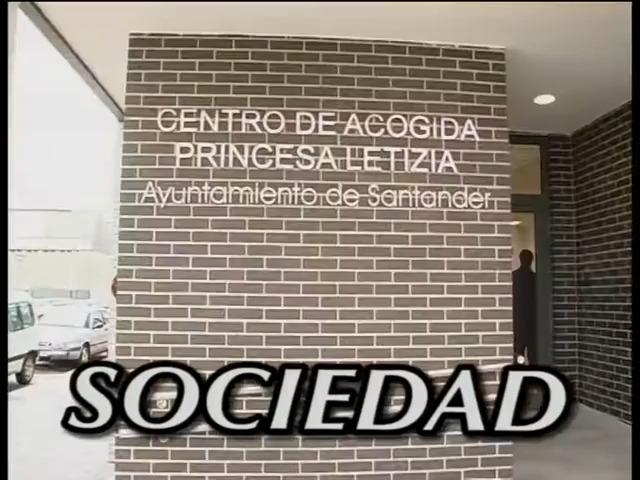 CENTRO DE ACOGIDA
PRINCESA LETIZIA
Ayuntamiento de Santander
SOCIEDAD